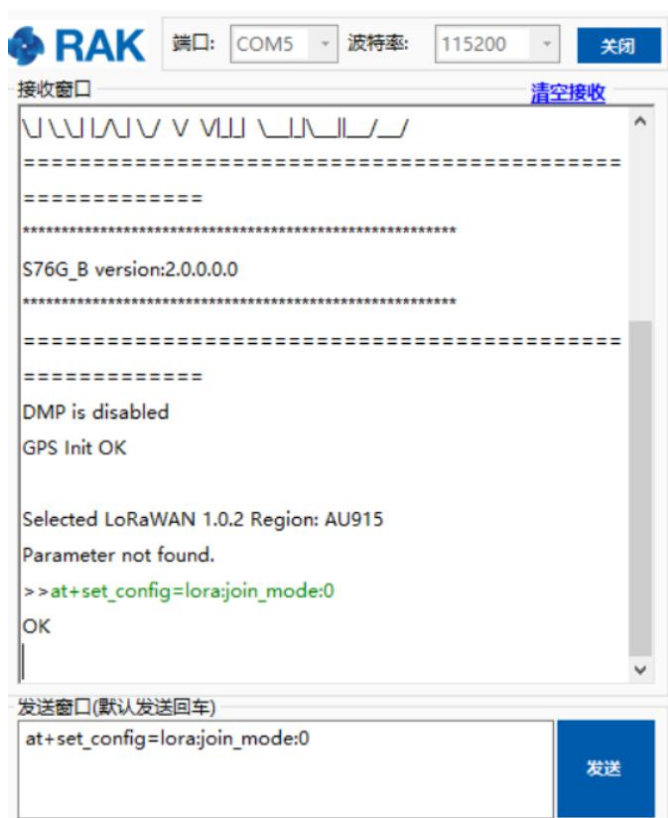 RAK 端口: COM5 波特率: 115200 关闭
接收窗口 清空接收
=============================================
=============
********************************************************
S76G_B version:2.0.0.0.0
********************************************************
=============================================
=============
DMP is disabled
GPS Init OK
Selected LoRaWAN 1.0.2 Region: AU915
Parameter not found.
>>at+set_config=lora:join_mode:0
OK
发送窗口(默认发送回车)
at+set_config=lora:join_mode:0
发送